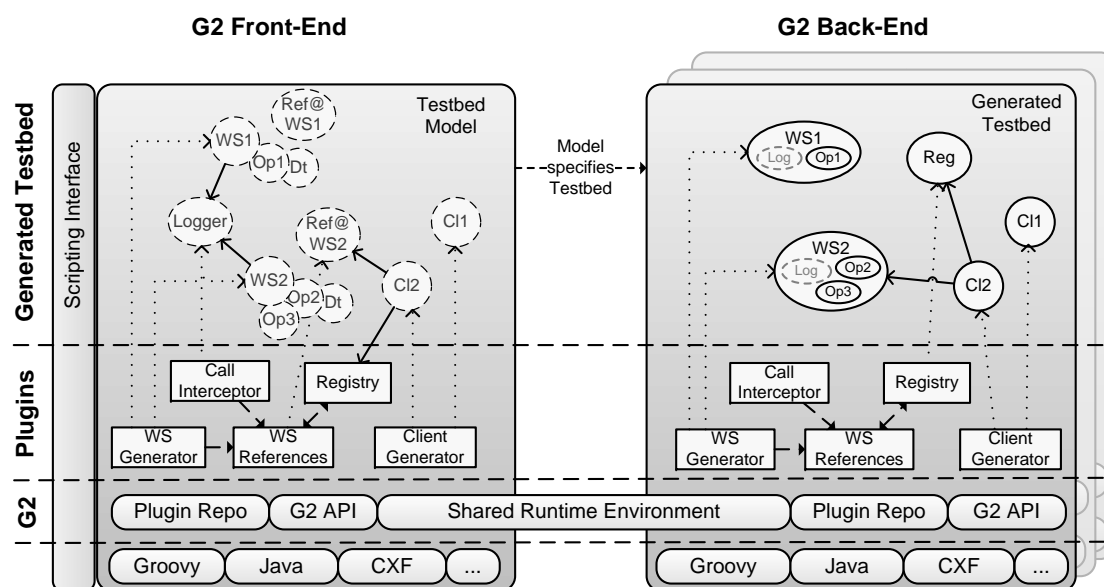 G2 Front-End
G2 Back-End
Generated Testbed
Plugins
G2
Scripting Interface
Testbed
Model
Ref@
WS1
WS1
Op1
Dt
Logger
Ref@
WS2
Cl1
WS2
Op2
Dt
Op3
Cl2
Model
specifies
Testbed
Generated
Testbed
WS1
Log
Op1
Reg
Cl1
WS2
Log
Op2
Op3
Cl2
Call
Interceptor
Registry
WS
Generator
WS
References
Client
Generator
Call
Interceptor
Registry
WS
Generator
WS
References
Client
Generator
Plugin Repo
G2 API
Shared Runtime Environment
Plugin Repo
G2 API
Groovy
Java
CXF
...
Groovy
Java
CXF
...